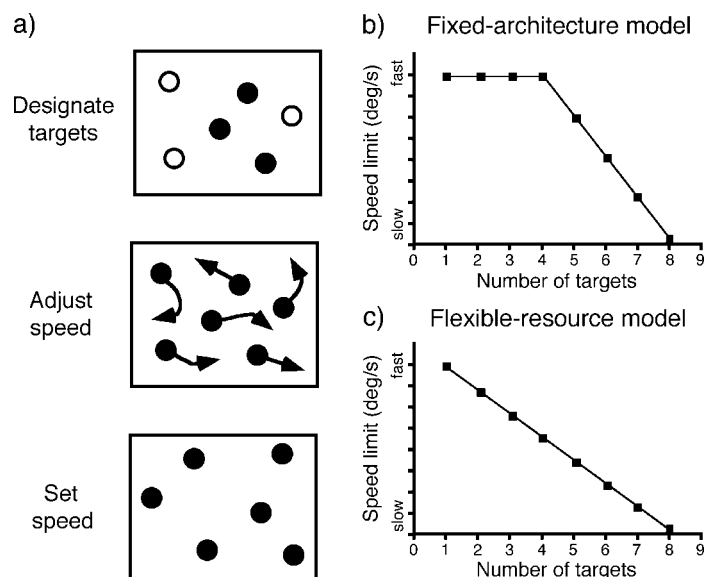 a)
Designate
targets
Adjust
speed
Set
speed
b) Fixed-architecture model
Speed limit (deg/s)
fast
slow
0 1 2 3 4 5 6 7 8 9
Number of targets
c) Flexible-resource model
Speed limit (deg/s)
fast
slow
0 1 2 3 4 5 6 7 8 9
Number of targets